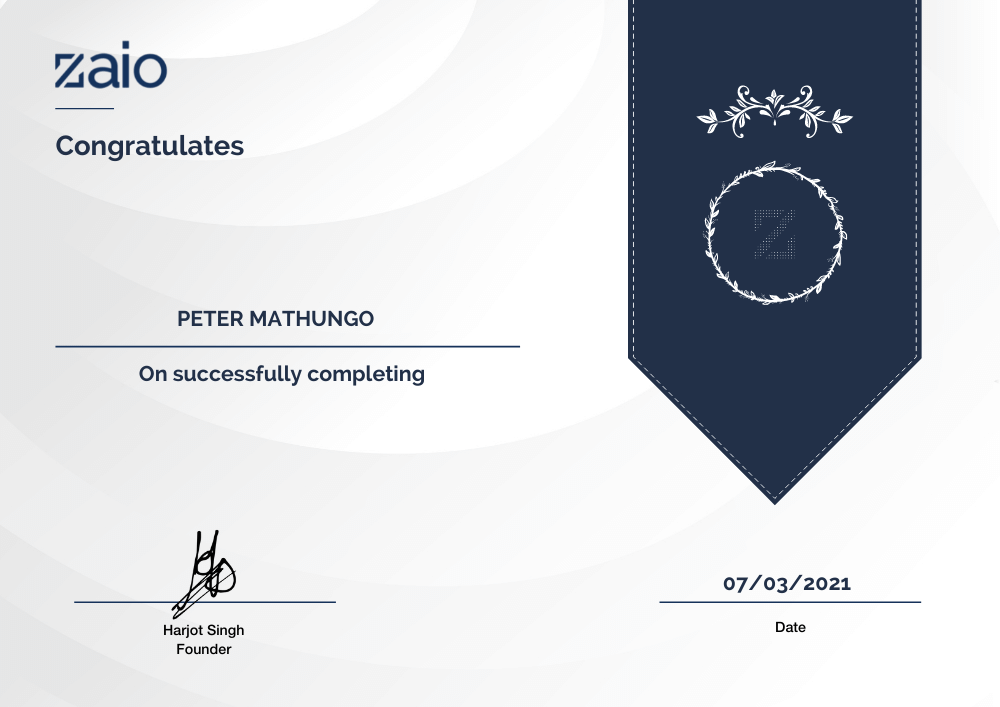 zaio
Congratulates
Z
PETER MATHUNGO
On successfully completing
07/03/2021
Harjot Singh
Date
Founder